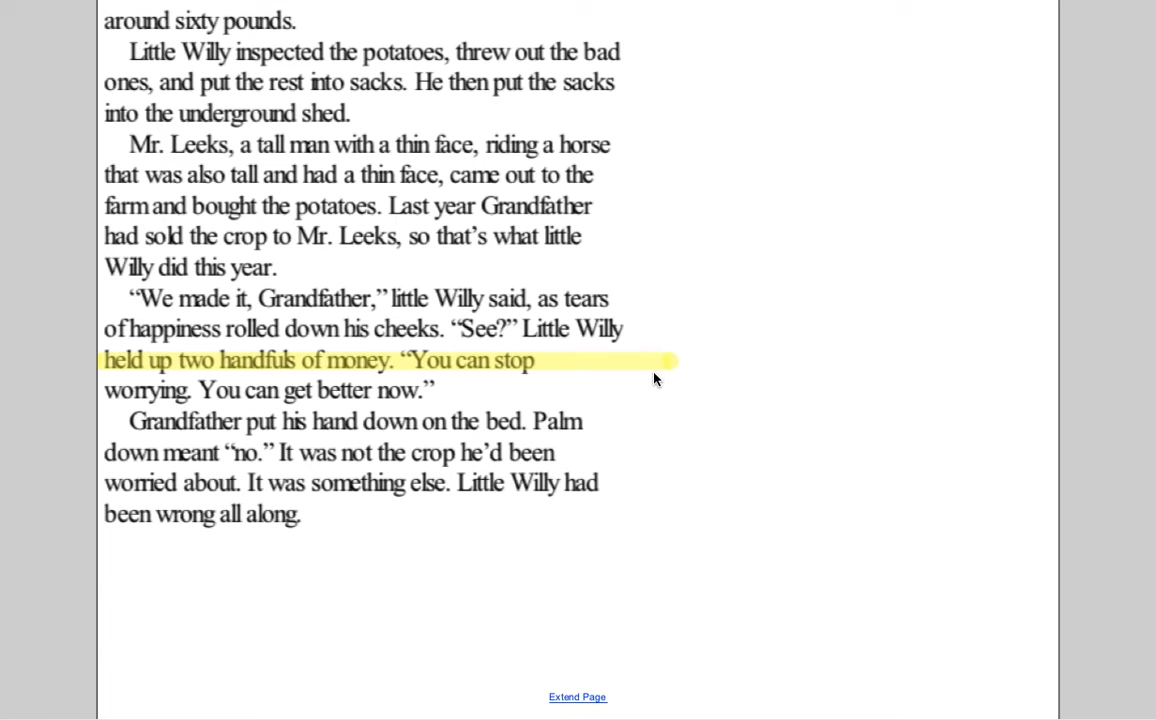 around sixty pounds.
Little Willy inspected the potatoes, threw out the bad
ones, and put the rest into sacks. He then put the sacks
into the underground shed.
Mr. Leeks, a tall man with a thin face, riding a horse
that was also tall and had a thin face, came out to the
farm and bought the potatoes. Last year Grandfather
had sold the crop to Mr. Leeks, so that’s what little
Willy did this year.
“We made it, Grandfather,” little Willy said, as tears
of happiness rolled down his cheeks. “See?” Little Willy
held up two handfuls of money. “You can stop
worrying. You can get better now.”
Grandfather put his hand down on the bed. Palm
down meant “no.” It was not the crop he’d been
worried about. It was something else. Little Willy had
been wrong all along.
Extend Page